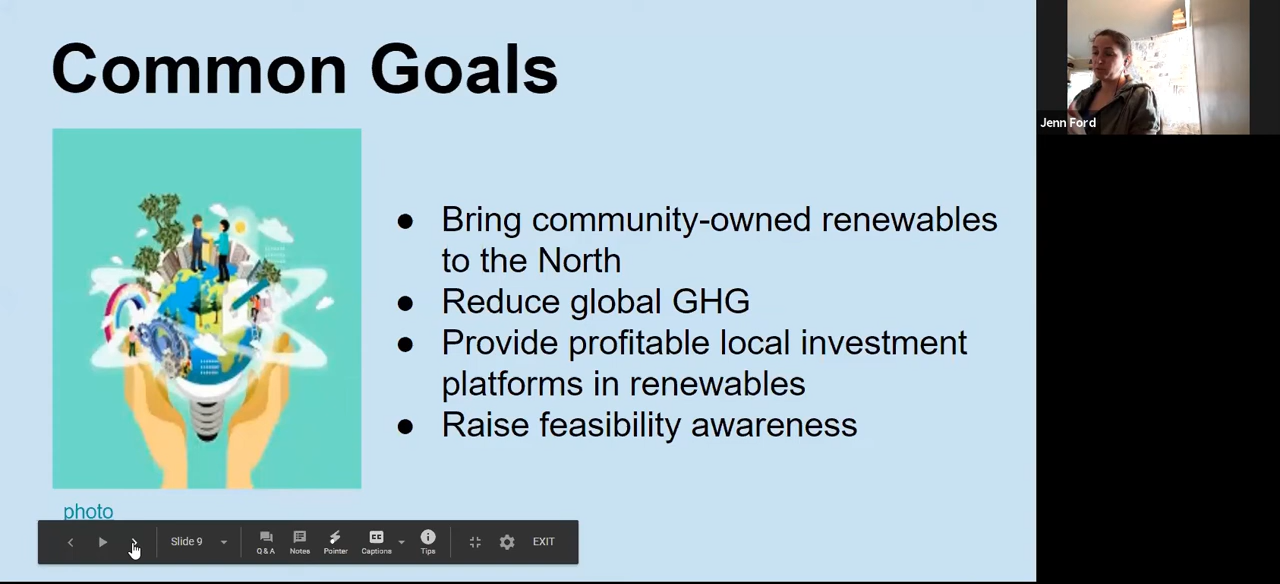 Common Goals
Jenn Ford
● Bring community-owned renewables
to the North
● Reduce global GHG
● Provide profitable local investment
platforms in renewables
● Raise feasibility awareness
photo
Slide 9
Q & A
Notes
Pointer
Captions
Tips
EXIT